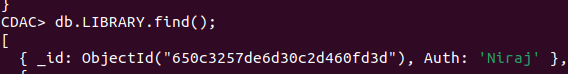 }
CDAC> db.LIBRARY.find();
[
{ _id: ObjectId("650c3257de6d30c2d460fd3d"), Auth: 'Niraj' },
{